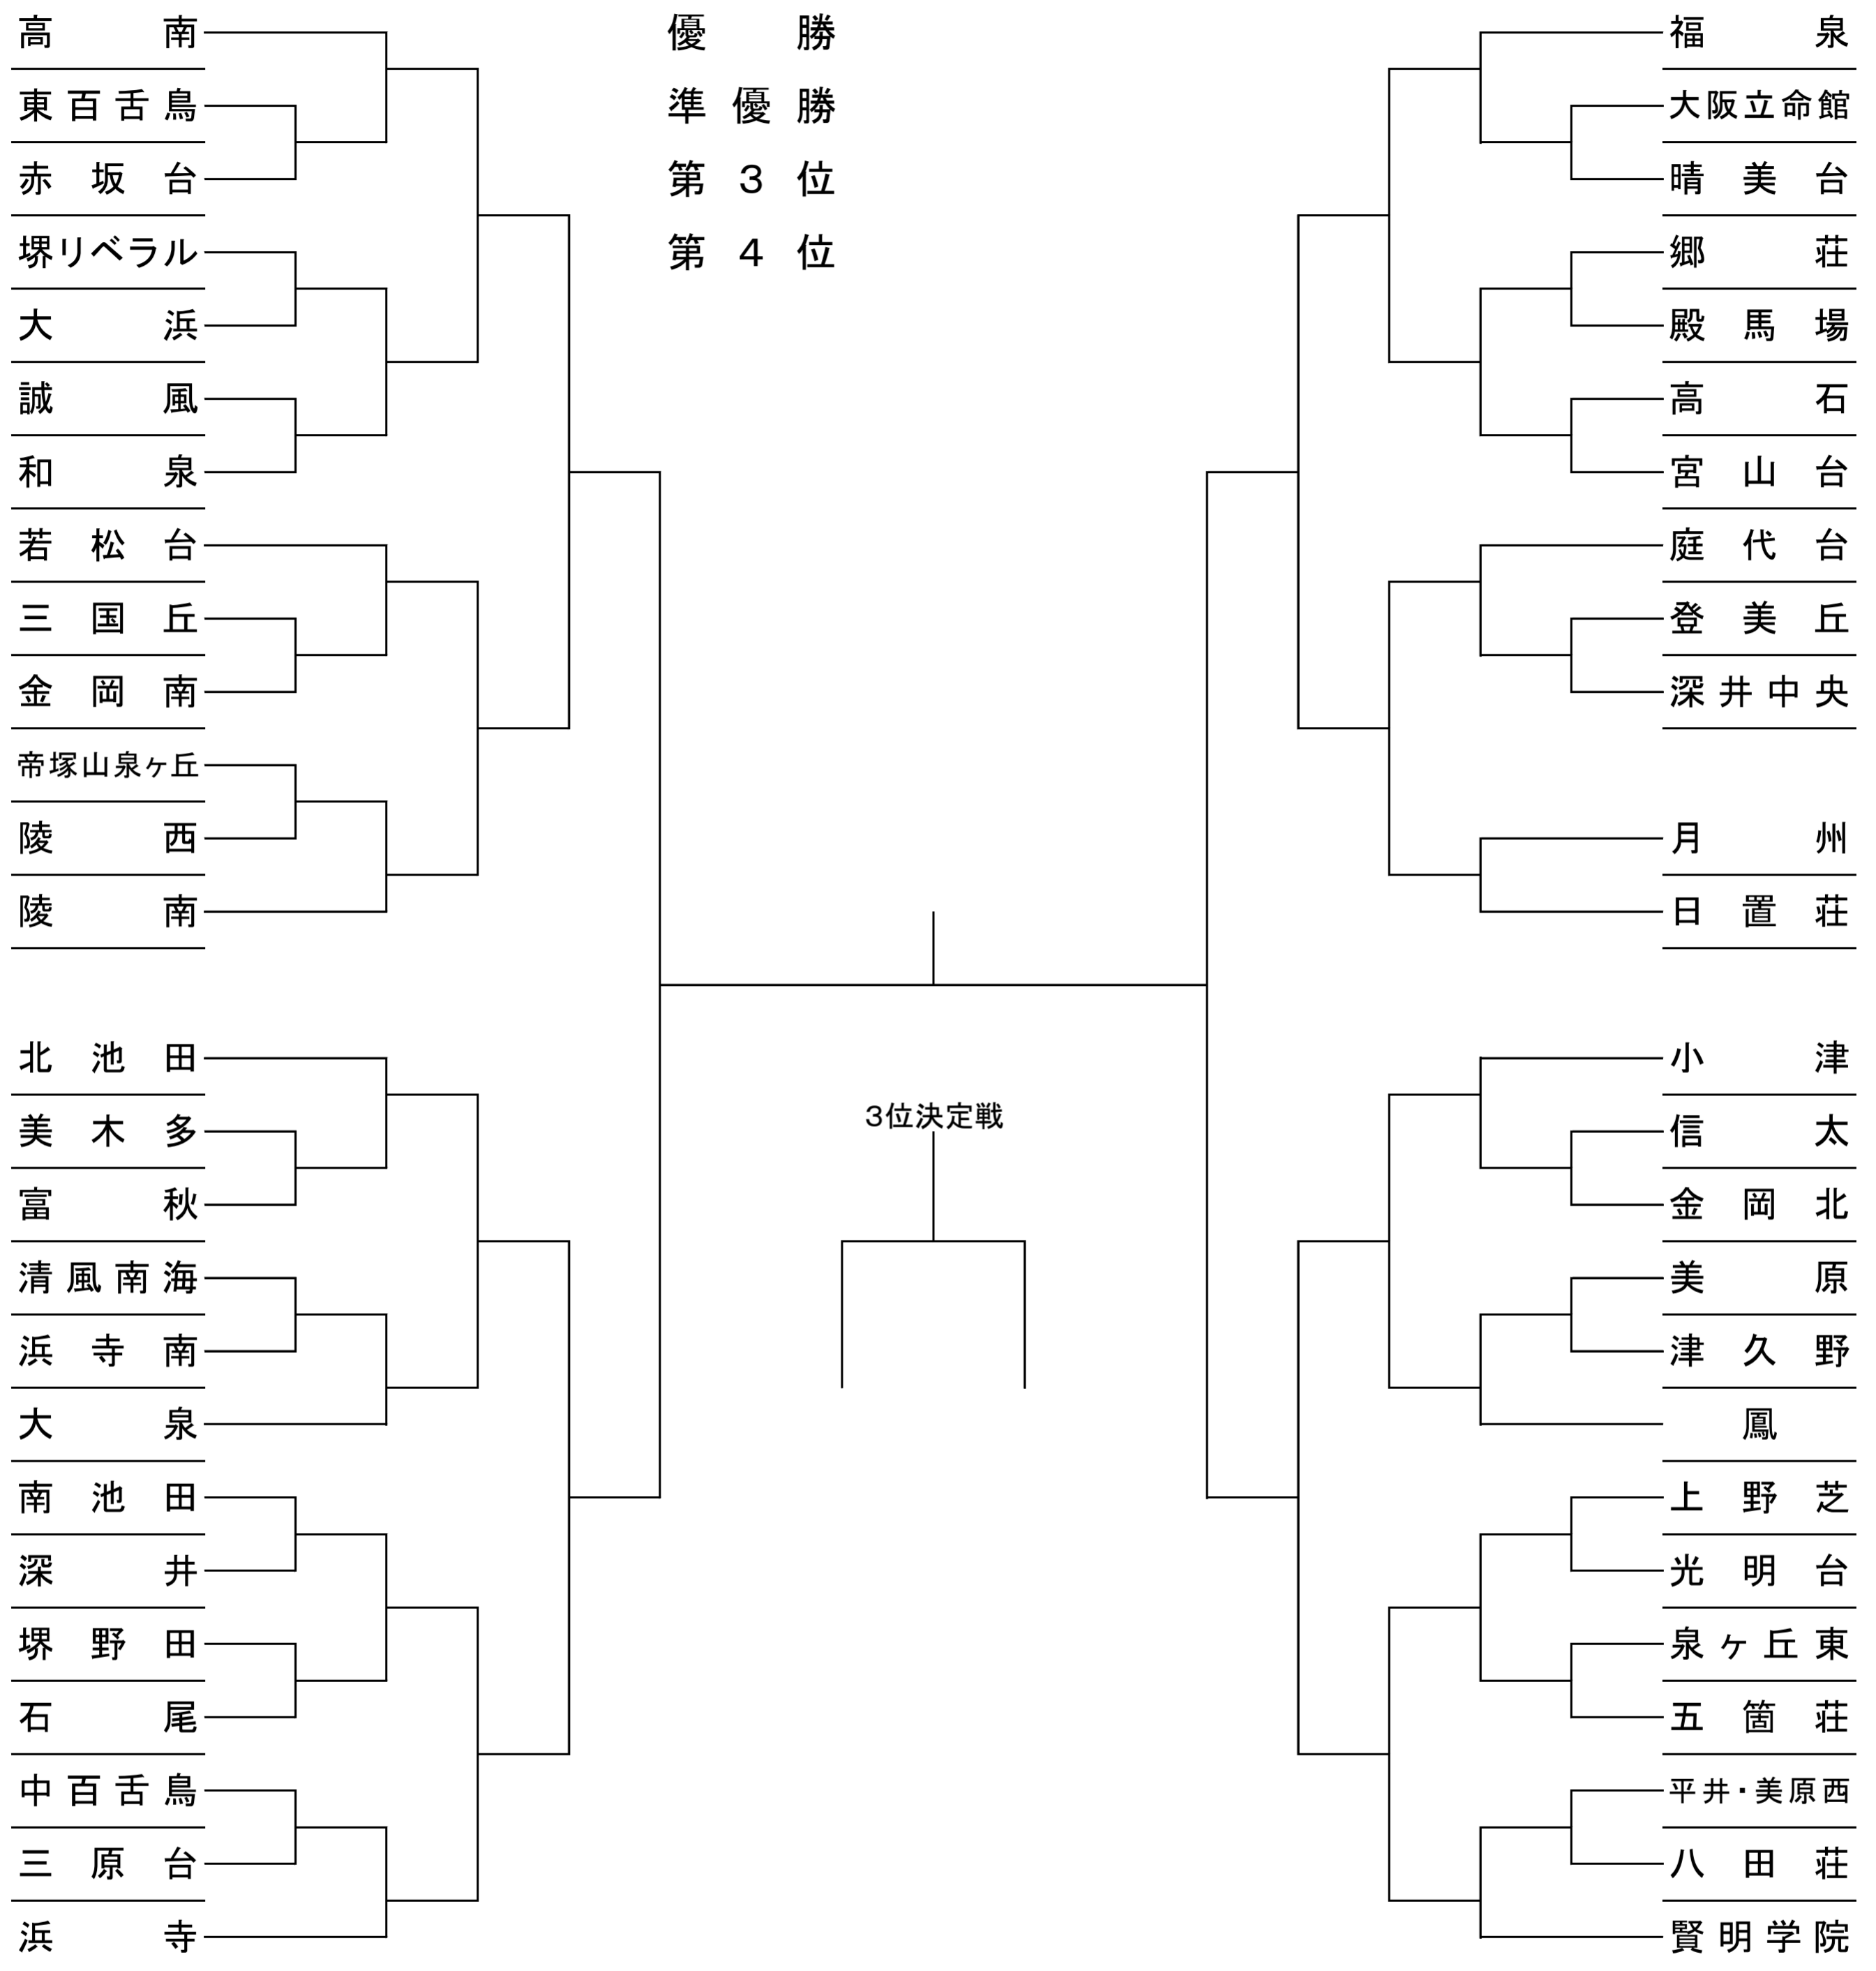 高南
東百舌鳥
赤坂台
堺リベラル
大浜
誠風
和泉
若松台
三国丘
金岡南
帝塚山泉ヶ丘
陵西
陵南
北池田
美木多
富秋
清風南海
浜寺南
大泉
南池田
深井
堺野田
石尾
中百舌鳥
三原台
浜寺
優勝
準優勝
第3位
第4位
3位決定戦
福泉
大阪立命館
晴美台
郷荘
殿馬場
高石
宮山台
庭代台
登美丘
深井中央
月州
日置荘
小津
信太
金岡北
美原
津久野
鳳
上野芝
光明台
泉ヶ丘東
五箇荘
平井・美原西
八田荘
賢明学院